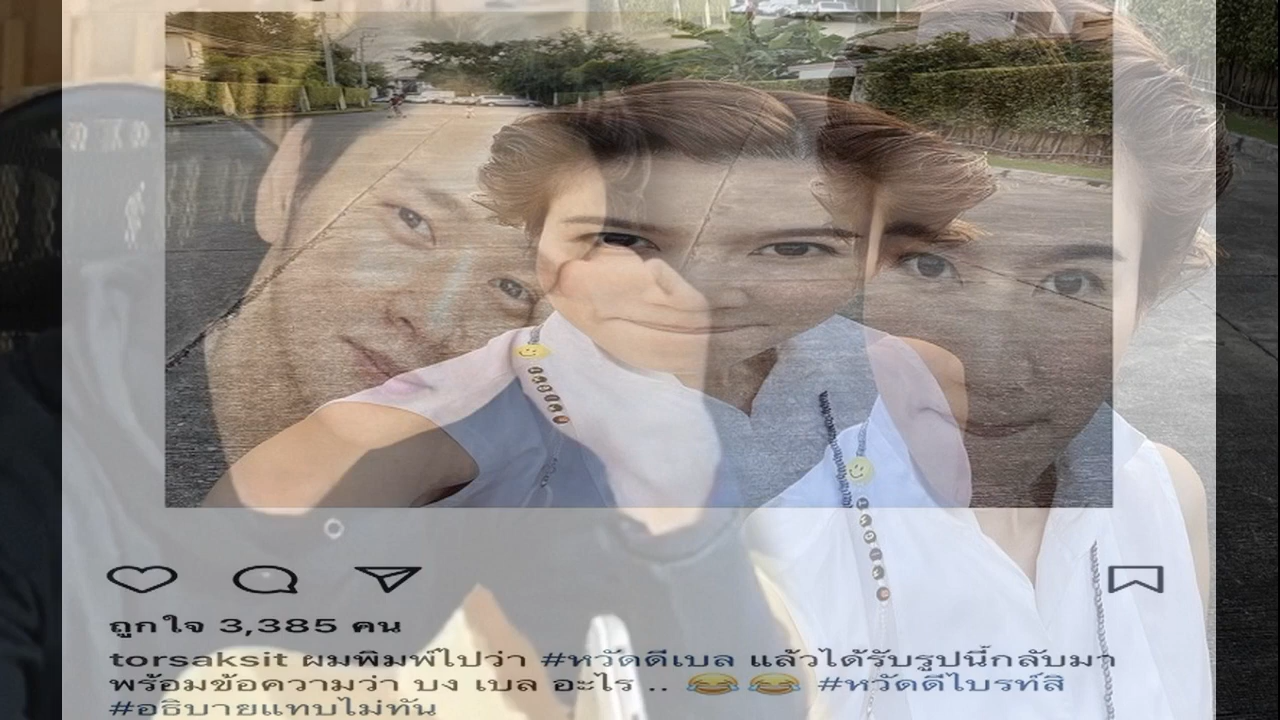 ถูกใจ 3,385 คน
torsaksit ผมพิมพ์ไปว่า #หวัดดีเบล แล้วได้รับรูปนี้กลับมา
พร้อมข้อความว่า บง เบล อะไร .. 😂😂 #หวัดดีไบรท์สิ
#อธิบายแทบไม่ทัน